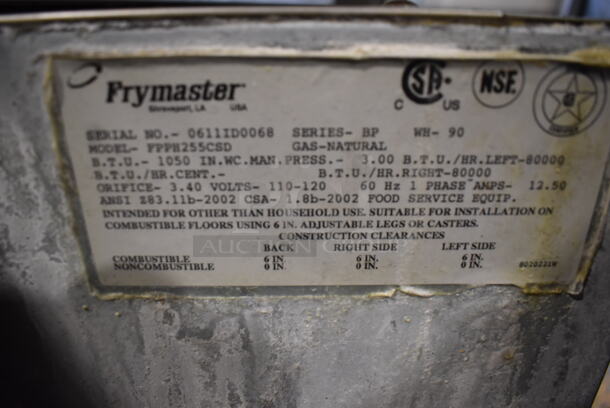 Frymaster
Shreveport, LA USA
CSA
C US
NSF
SERIAL NO.- 0611ID0068 SERIES- BP WH- 90
MODEL- FPPH255CSD GAS-NATURAL
B.T.U.- 1050 IN.WC.MAN.PRESS.- 3.00 B.T.U./HR.LEFT-80000
B.T.U./HR.CENT.- B.T.U./HR.RIGHT-80000
ORIFICE- 3.40 VOLTS- 110-120 60 Hz 1 PHASE AMPS- 12.50
ANSI Z83.11b-2002 CSA- 1.8b-2002 FOOD SERVICE EQUIP.
INTENDED FOR OTHER THAN HOUSEHOLD USE. SUITABLE FOR INSTALLATION ON
COMBUSTIBLE FLOORS USING 6 IN. ADJUSTABLE LEGS OR CASTERS.
CONSTRUCTION CLEARANCES
BACK RIGHT SIDE LEFT SIDE
COMBUSTIBLE 6 IN. 6 IN. 6 IN.
NONCOMBUSTIBLE 0 IN. 0 IN. 0 IN.
8020221W